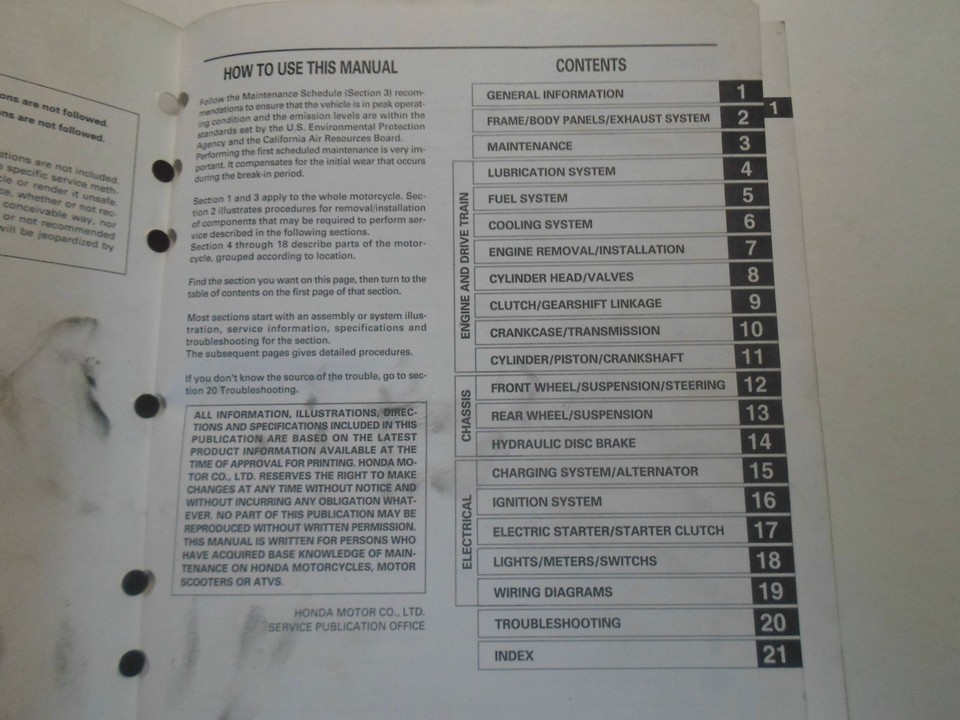 ons are not followed.
ns are not followed.
ations are not included.
e specific service meth-
cle or render it unsafe.
ce, whether or not rec-
conceivable way, nor
or not recommended
will be jeopardized by
HOW TO USE THIS MANUAL
Follow the Maintenance Schedule (Section 3) recom-
mendations to ensure that the vehicle is in peak operat-
ing condition and the emission levels are within the
standards set by the U.S. Environmental Protection
Agency and the California Air Resources Board.
Performing the first scheduled maintenance is very im-
portant. It compensates for the initial wear that occurs
during the break-in period.
Section 1 and 3 apply to the whole motorcycle. Sec-
tion 2 illustrates procedures for removal/installation
of components that may be required to perform ser-
vice described in the following sections.
Section 4 through 18 describe parts of the motor-
cycle, grouped according to location.
Find the section you want on this page, then turn to the
table of contents on the first page of that section.
Most sections start with an assembly or system illus-
tration, service information, specifications and
troubleshooting for the section.
The subsequent pages gives detailed procedures.
If you don't know the source of the trouble, go to sec-
tion 20 Troubleshooting.
ALL INFORMATION, ILLUSTRATIONS, DIREC-
TIONS AND SPECIFICATIONS INCLUDED IN THIS
PUBLICATION ARE BASED ON THE LATEST
PRODUCT INFORMATION AVAILABLE AT THE
TIME OF APPROVAL FOR PRINTING. HONDA MO-
TOR CO., LTD. RESERVES THE RIGHT TO MAKE
CHANGES AT ANY TIME WITHOUT NOTICE AND
WITHOUT INCURRING ANY OBLIGATION WHAT-
EVER. NO PART OF THIS PUBLICATION MAY BE
REPRODUCED WITHOUT WRITTEN PERMISSION.
THIS MANUAL IS WRITTEN FOR PERSONS WHO
HAVE ACQUIRED BASE KNOWLEDGE OF MAIN-
TENANCE ON HONDA MOTORCYCLES, MOTOR
SCOOTERS OR ATVS.
HONDA MOTOR CO., LTD.
SERVICE PUBLICATION OFFICE
CONTENTS
GENERAL INFORMATION 1
1
FRAME/BODY PANELS/EXHAUST SYSTEM 2
MAINTENANCE 3
ENGINE AND DRIVE TRAIN
LUBRICATION SYSTEM 4
FUEL SYSTEM 5
COOLING SYSTEM 6
ENGINE REMOVAL/INSTALLATION 7
CYLINDER HEAD/VALVES 8
CLUTCH/GEARSHIFT LINKAGE 9
CRANKCASE/TRANSMISSION 10
CYLINDER/PISTON/CRANKSHAFT 11
CHASSIS
FRONT WHEEL/SUSPENSION/STEERING 12
REAR WHEEL/SUSPENSION 13
HYDRAULIC DISC BRAKE 14
ELECTRICAL
CHARGING SYSTEM/ALTERNATOR 15
IGNITION SYSTEM 16
ELECTRIC STARTER/STARTER CLUTCH 17
LIGHTS/METERS/SWITCHS 18
WIRING DIAGRAMS 19
TROUBLESHOOTING 20
INDEX 21